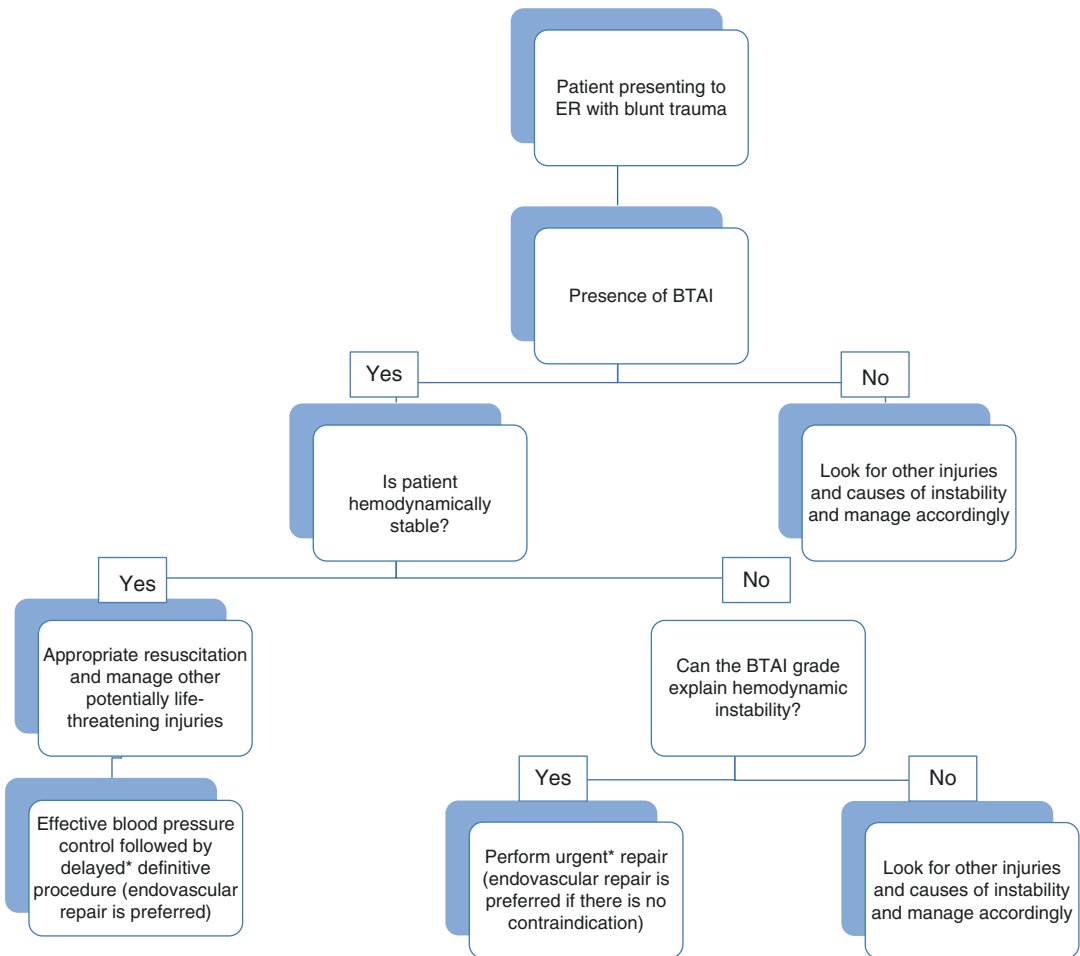 Patient presenting to
ER with blunt trauma
Presence of BTAI
Yes
No
Is patient
hemodynamically
stable?
Look for other injuries
and causes of instability
and manage accordingly
Yes
No
Appropriate resuscitation
and manage other
potentially life-
threatening injuries
Can the BTAI grade
explain hemodynamic
instability?
Yes
No
Effective blood pressure
control followed by
delayed* definitive
procedure (endovascular
repair is preferred)
Perform urgent* repair
(endovascular repair is
preferred if there is no
contraindication)
Look for other injuries
and causes of instability
and manage accordingly